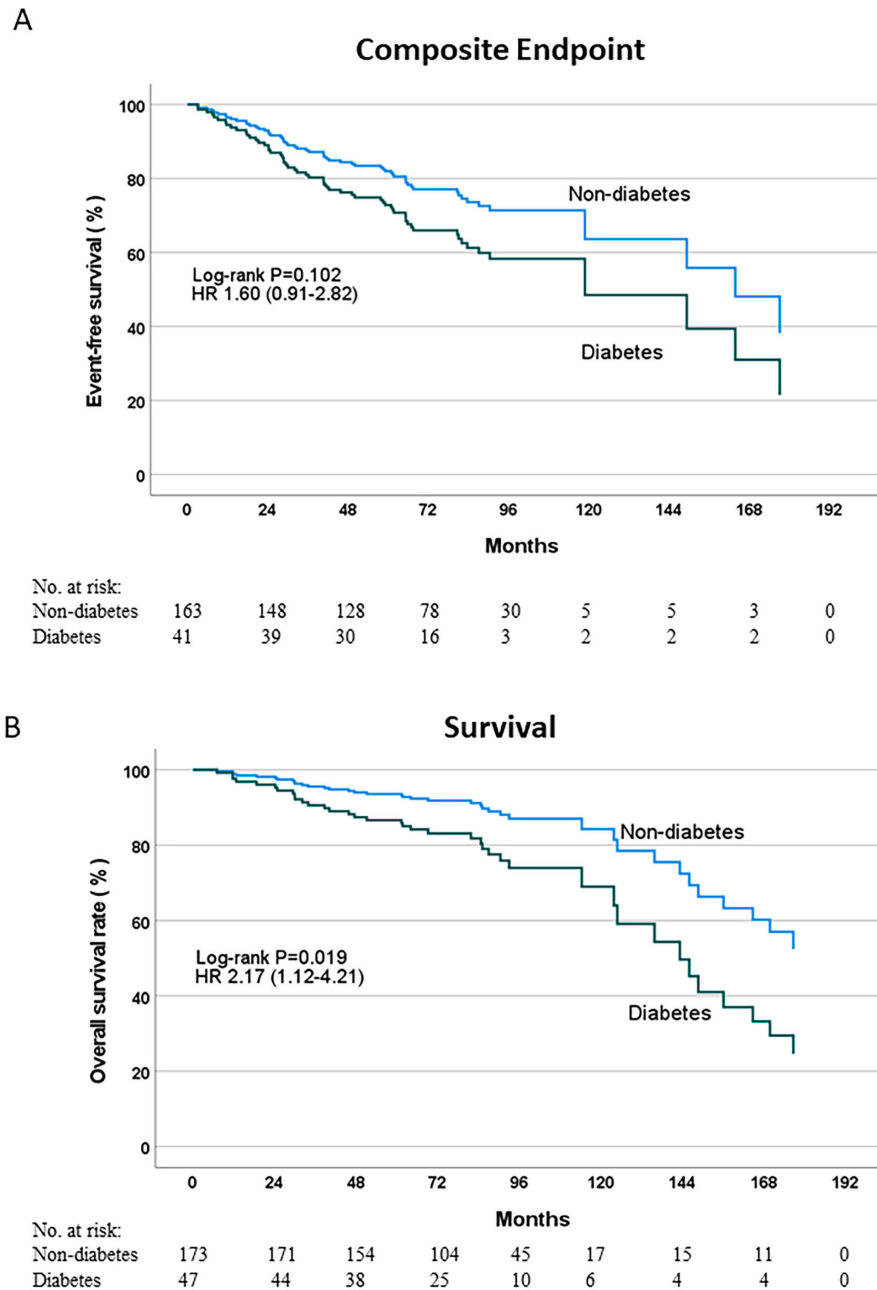 A
Composite Endpoint
Event-free survival ( % )
100
80
60
40
20
0
Non-diabetes
Log-rank P=0.102
HR 1.60 (0.91-2.82)
Diabetes
0 24 48 72 96 120 144 168 192
Months
No. at risk:
Non-diabetes 163 148 128 78 30 5 5 3 0
Diabetes 41 39 30 16 3 2 2 2 0
B
Survival
Overall survival rate ( % )
100
80
60
40
20
0
Non-diabetes
Log-rank P=0.019
HR 2.17 (1.12-4.21)
Diabetes
0 24 48 72 96 120 144 168 192
Months
No. at risk:
Non-diabetes 173 171 154 104 45 17 15 11 0
Diabetes 47 44 38 25 10 6 4 4 0